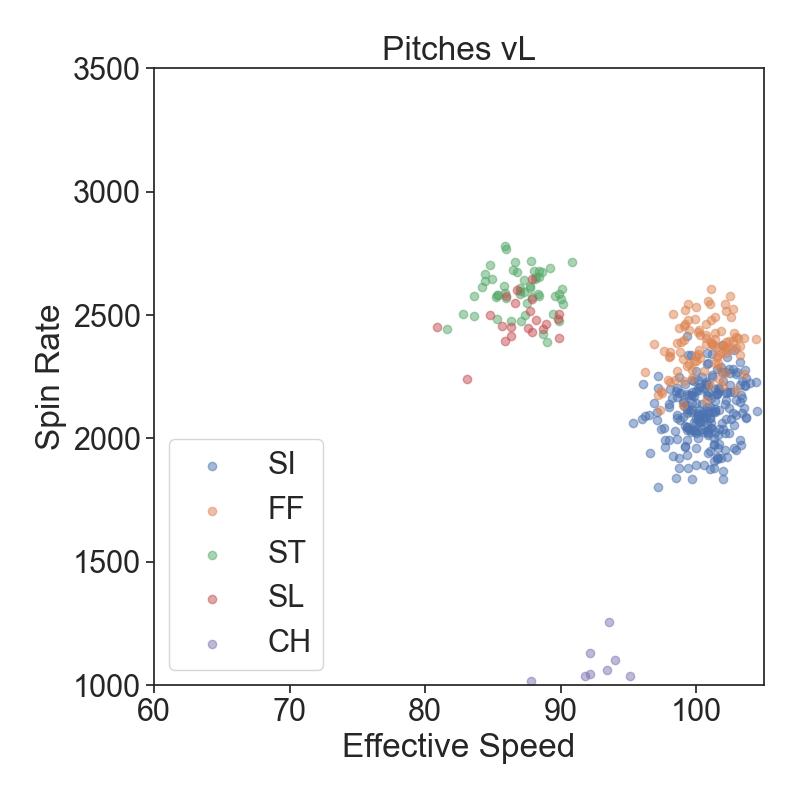 Pitches vL
3500
3000
2500
2000
1500
1000
Spin Rate
SI
FF
ST
SL
CH
60 70 80 90 100
Effective Speed